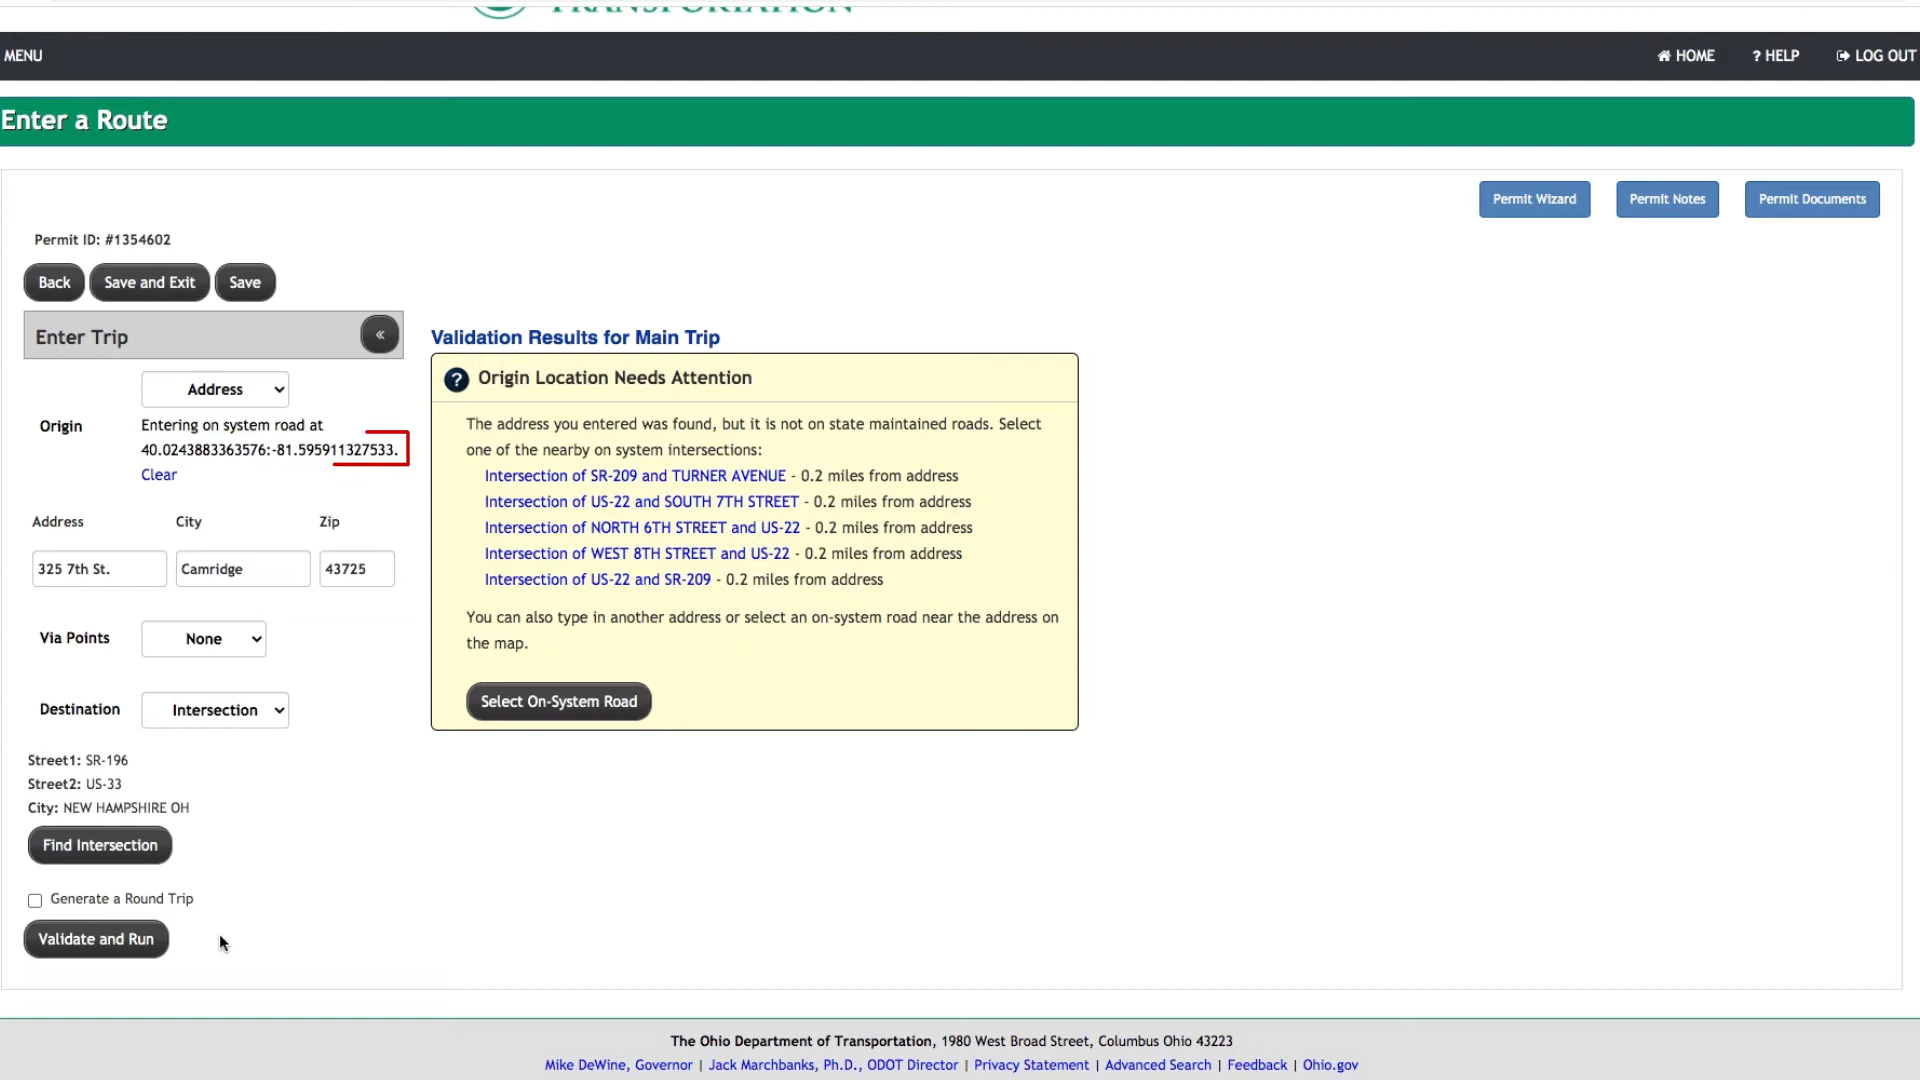 TRANSPORTATION
MENU
HOME
? HELP
LOG OUT
Enter a Route
Permit Wizard
Permit Notes
Permit Documents
Permit ID: #1354602
Back
Save and Exit
Save
Enter Trip
«
Address
Origin
Entering on system road at
40.0243883363576:-81.595911327533.
Clear
Address
City
Zip
325 7th St.
Camridge
43725
Via Points
None
Destination
Intersection
Street1: SR-196
Street2: US-33
City: NEW HAMPSHIRE OH
Find Intersection
Generate a Round Trip
Validate and Run
Validation Results for Main Trip
? Origin Location Needs Attention
The address you entered was found, but it is not on state maintained roads. Select
one of the nearby on system intersections:
Intersection of SR-209 and TURNER AVENUE - 0.2 miles from address
Intersection of US-22 and SOUTH 7TH STREET - 0.2 miles from address
Intersection of NORTH 6TH STREET and US-22 - 0.2 miles from address
Intersection of WEST 8TH STREET and US-22 - 0.2 miles from address
Intersection of US-22 and SR-209 - 0.2 miles from address
You can also type in another address or select an on-system road near the address on
the map.
Select On-System Road
The Ohio Department of Transportation, 1980 West Broad Street, Columbus Ohio 43223
Mike DeWine, Governor | Jack Marchbanks, Ph.D., ODOT Director | Privacy Statement | Advanced Search | Feedback | Ohio.gov